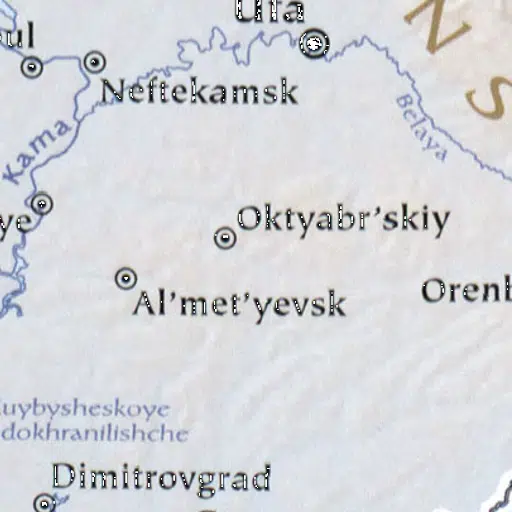 Ufa
ul
Neftekamsk
N
S
Belaya
Kama
ye
Oktyabr'skiy
Al'met'yevsk
Orenb
uybysheskoye
dokhranilishche
Dimitrovgrad